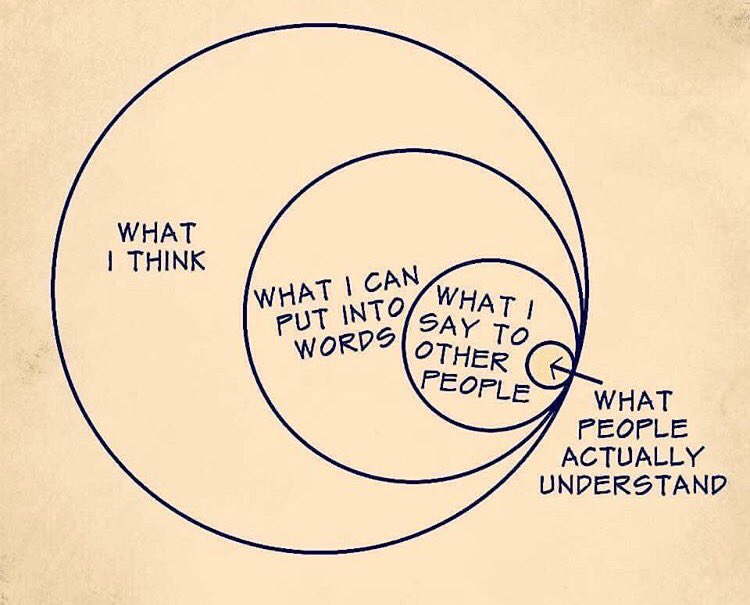 WHAT
I THINK
WHAT I CAN
PUT INTO
WORDS
WHAT I
SAY TO
OTHER
PEOPLE
WHAT
PEOPLE
ACTUALLY
UNDERSTAND